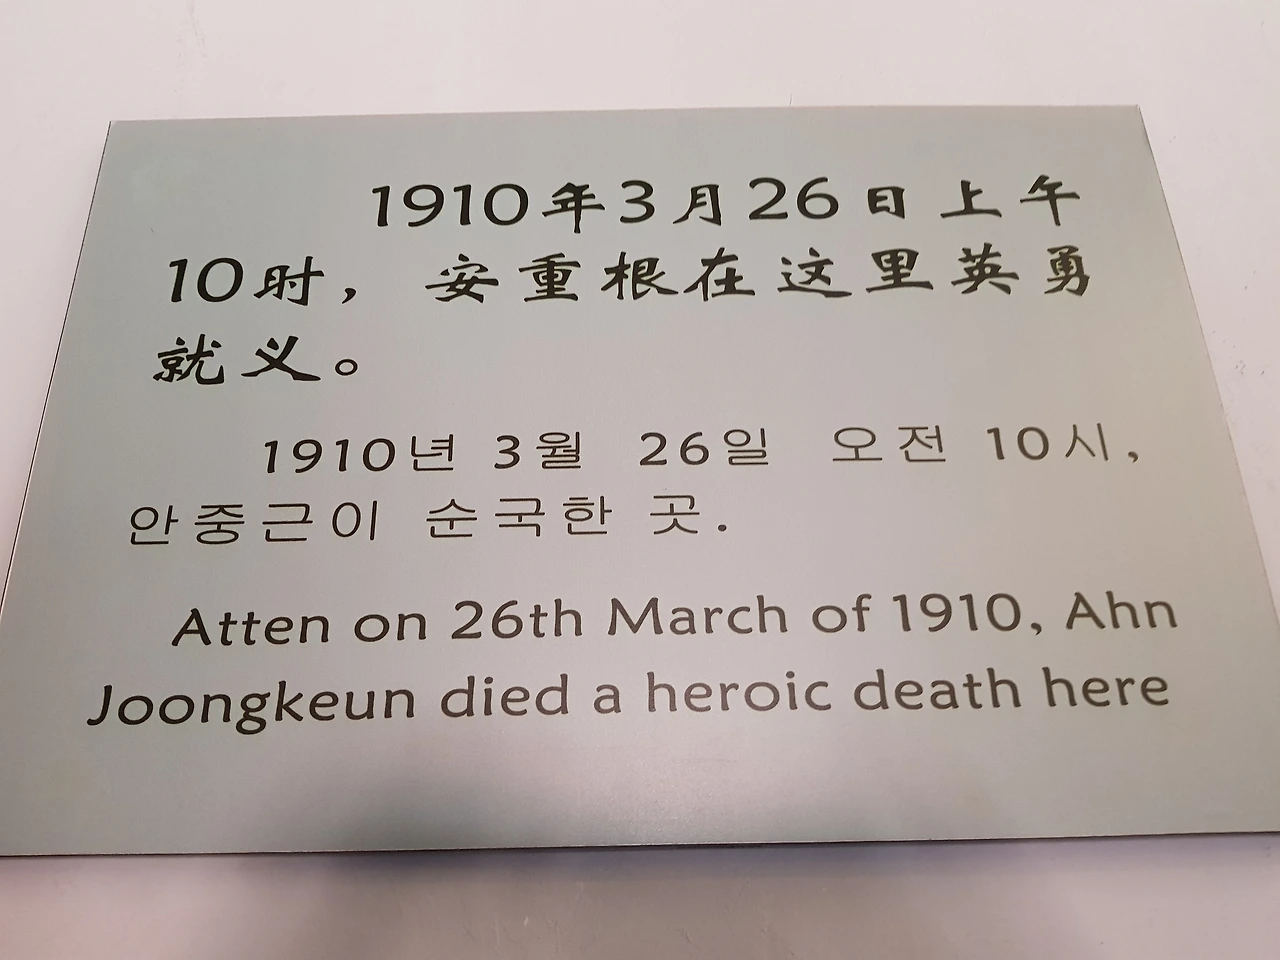 1910年3月26日上午
10时，安重根在这里英勇
就义。
1910년 3월 26일 오전 10시,
안중근이 순국한 곳.
Atten on 26th March of 1910, Ahn
Joongkeun died a heroic death here